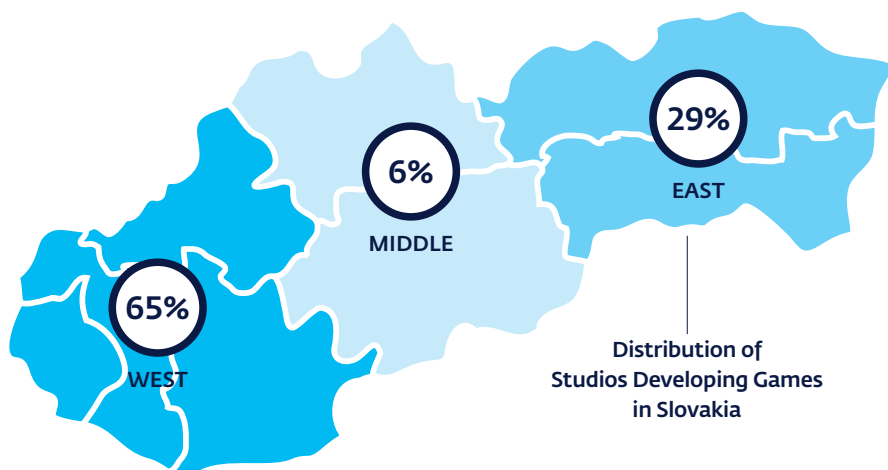 29%
EAST
6%
MIDDLE
65%
WEST
Distribution of
Studios Developing Games
in Slovakia